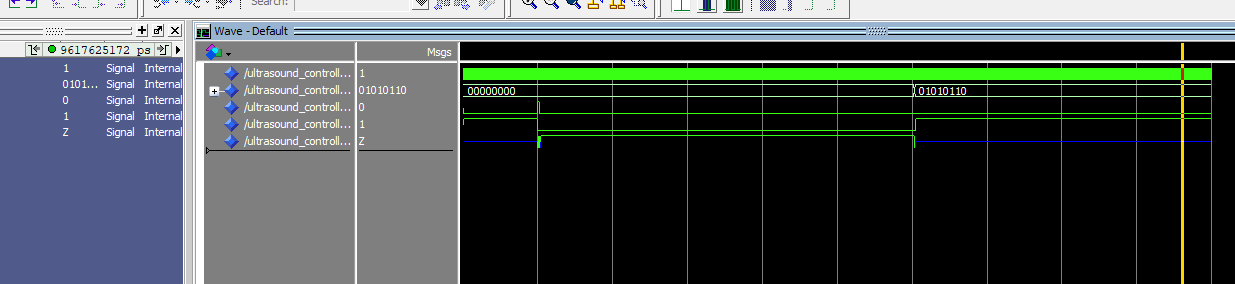 Search:
Wave - Default
9617625172 ps
Msgs
1 Signal Internal
0101... Signal Internal
0 Signal Internal
1 Signal Internal
Z Signal Internal
/ultrasound_controll... 1
/ultrasound_controll... 01010110 00000000 01010110
/ultrasound_controll... 0
/ultrasound_controll... 1
/ultrasound_controll... Z